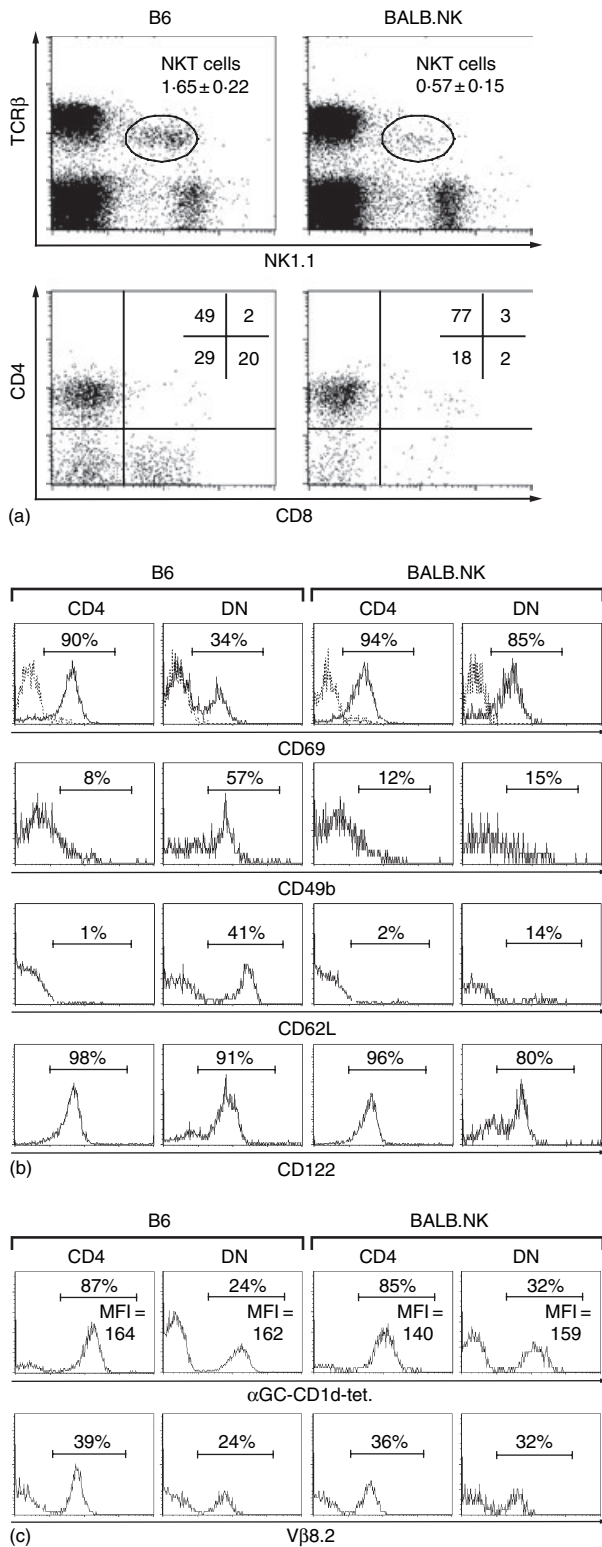 B6 BALB.NK
TCRβ
NKT cells
1·65±0·22
NKT cells
0·57±0·15
NK1.1
CD4
49 2
29 20
77 3
18 2
(a)
CD8
B6 BALB.NK
CD4 DN CD4 DN
90% 34% 94% 85%
CD69
8% 57% 12% 15%
CD49b
1% 41% 2% 14%
CD62L
98% 91% 96% 80%
(b)
CD122
B6 BALB.NK
CD4 DN CD4 DN
87% 24% 85% 32%
MFI = MFI = MFI = MFI =
164 162 140 159
αGC-CD1d-tet.
39% 24% 36% 32%
(c)
Vβ8.2